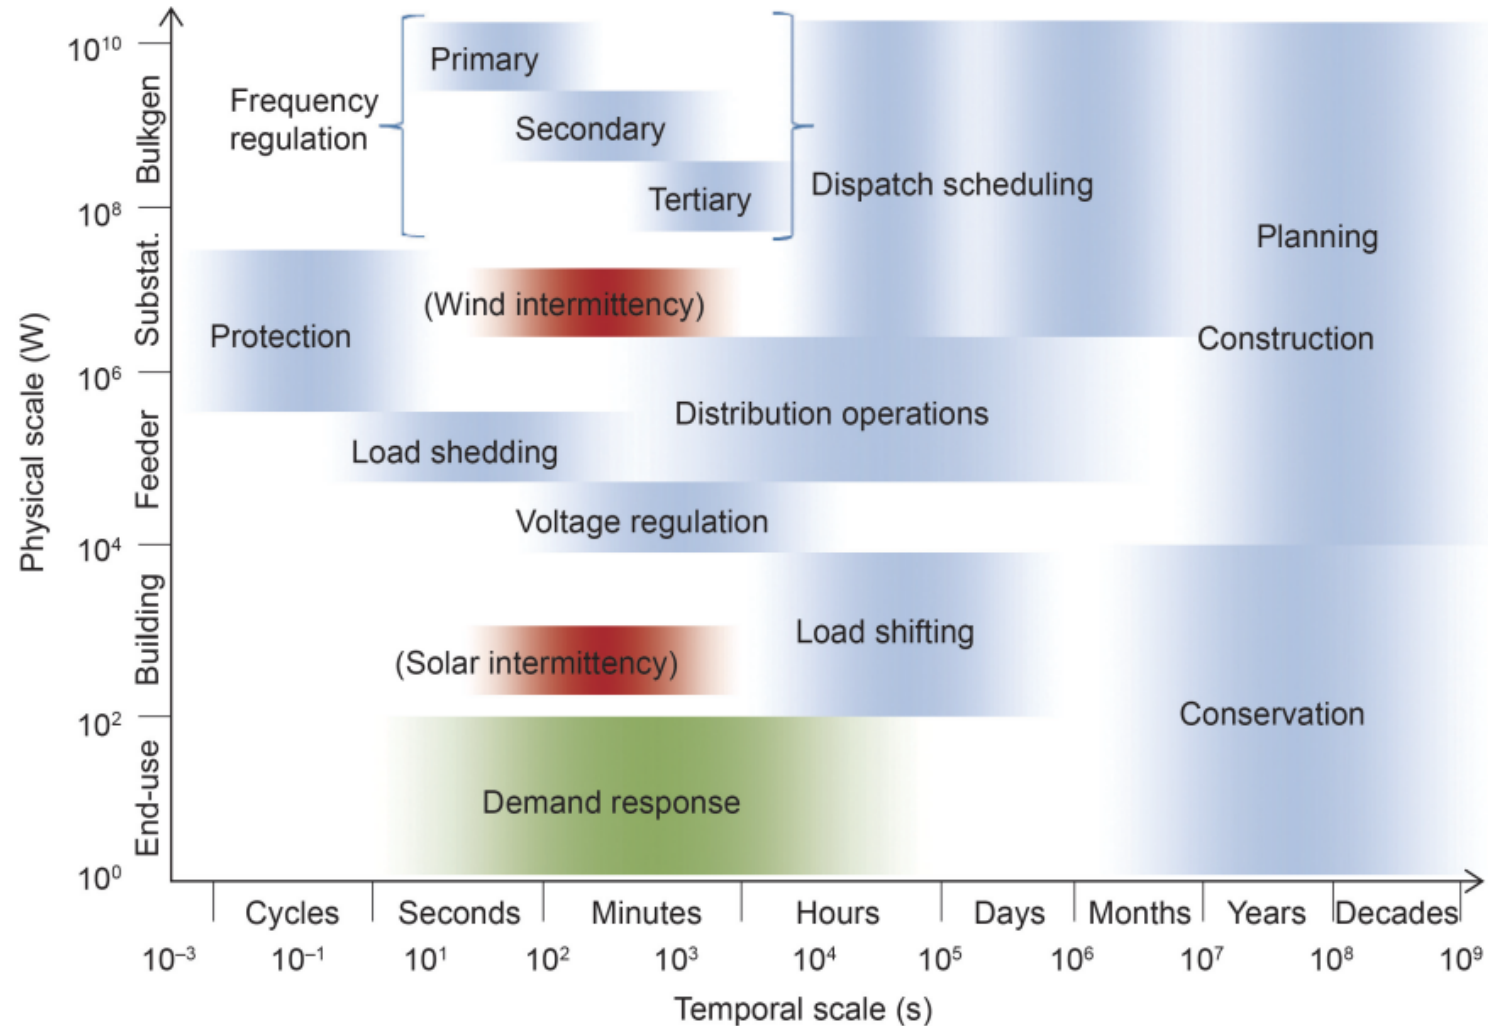 10¹⁰
10⁸
10⁶
10⁴
10²
10⁰
Physical scale (W)
Bulkgen
Substat.
Feeder
Building
End-use
Frequency
regulation
Primary
Secondary
Tertiary
Dispatch scheduling
Planning
(Wind intermittency)
Protection
Construction
Distribution operations
Load shedding
Voltage regulation
Load shifting
(Solar intermittency)
Conservation
Demand response
Cycles Seconds Minutes Hours Days Months Years Decades
10⁻³ 10⁻¹ 10¹ 10² 10³ 10⁴ 10⁵ 10⁶ 10⁷ 10⁸ 10⁹
Temporal scale (s)